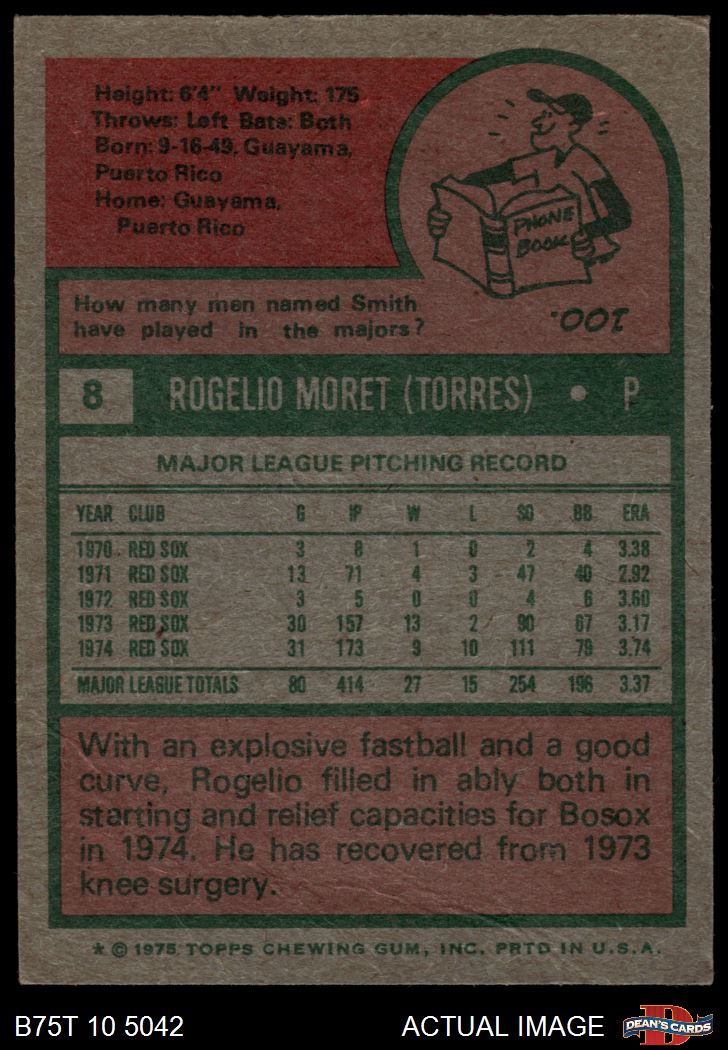 Height: 6'4" Weight: 175
Throws: Left Bats: Both
Born: 9-16-49, Guayama,
Puerto Rico
Home: Guayama,
Puerto Rico
PHONE
BOOK
How many men named Smith
have played in the majors?
100.
8 ROGELIO MORET (TORRES) • P
MAJOR LEAGUE PITCHING RECORD
YEAR CLUB G IP W L SO BB ERA
1970 RED SOX 3 8 1 0 2 4 3.38
1971 RED SOX 13 71 4 3 47 40 2.92
1972 RED SOX 3 5 0 0 4 6 3.60
1973 RED SOX 30 157 13 2 90 67 3.17
1974 RED SOX 31 173 9 10 111 79 3.74
MAJOR LEAGUE TOTALS 80 414 27 15 254 196 3.37
With an explosive fastball and a good
curve, Rogelio filled in ably both in
starting and relief capacities for Bosox
in 1974. He has recovered from 1973
knee surgery.
* © 1975 TOPPS CHEWING GUM, INC. PRTD IN U.S.A.
B75T 10 5042 ACTUAL IMAGE
D
DEAN'S CARDS